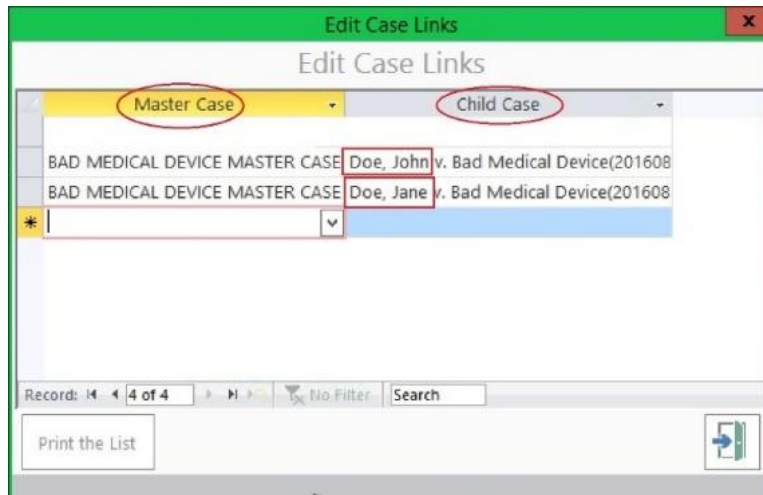 Edit Case Links
x
Edit Case Links
Master Case Child Case
BAD MEDICAL DEVICE MASTER CASE Doe, John v. Bad Medical Device(201608
BAD MEDICAL DEVICE MASTER CASE Doe, Jane v. Bad Medical Device(201608
*
Record: 4 of 4 No Filter Search
Print the List